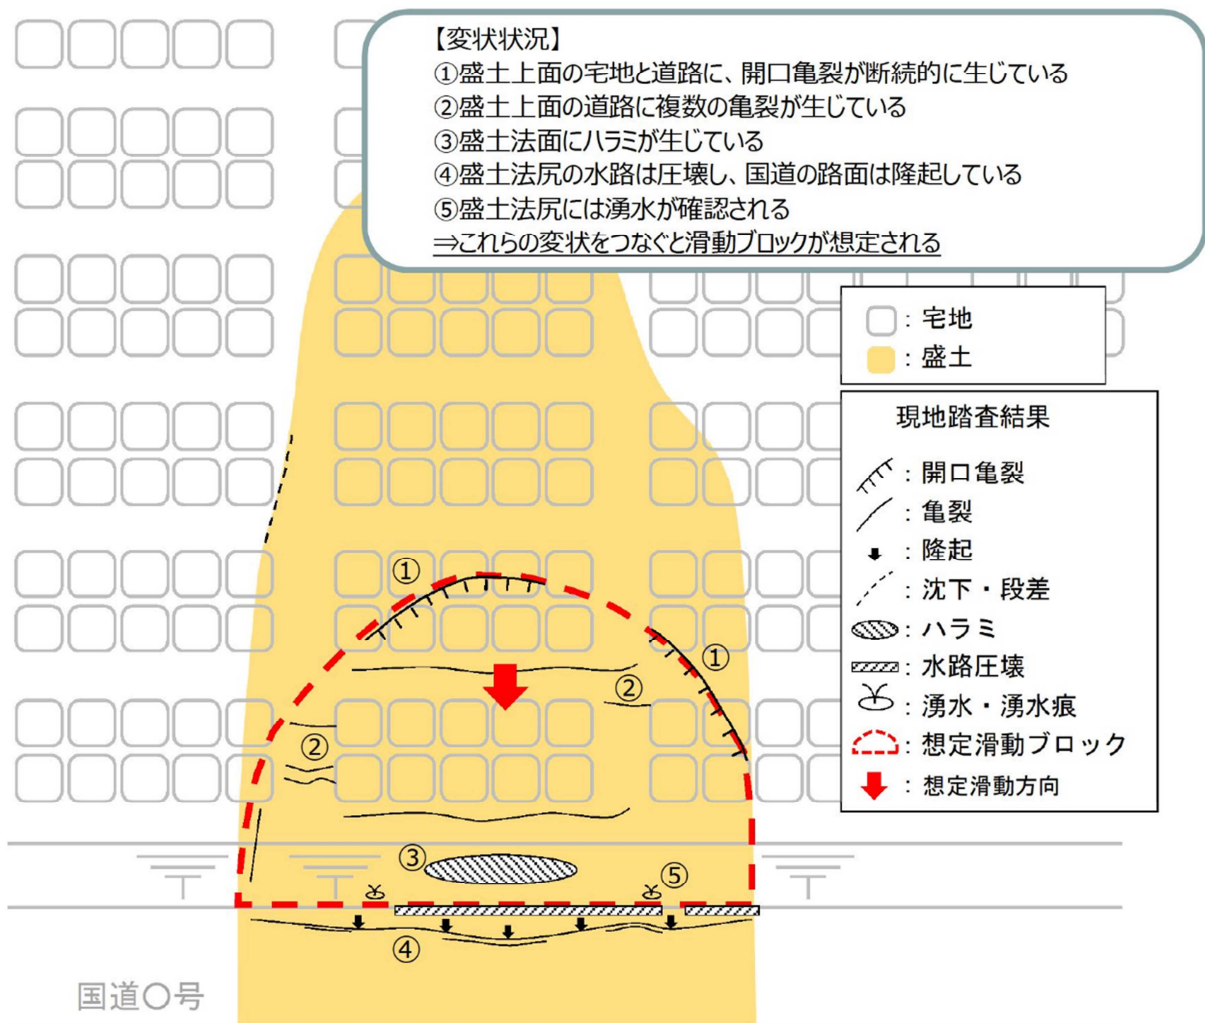 【変状状況】
①盛土上面の宅地と道路に、開口亀裂が断続的に生じている
②盛土上面の道路に複数の亀裂が生じている
③盛土法面にハラミが生じている
④盛土法尻の水路は圧壊し、国道の路面は隆起している
⑤盛土法尻には湧水が確認される
⇒これらの変状をつなぐと滑動ブロックが想定される
：宅地
：盛土
現地踏査結果
：開口亀裂
：亀裂
：隆起
：沈下・段差
：ハラミ
：水路圧壊
：湧水・湧水痕
：想定滑動ブロック
：想定滑動方向
①
①
②
②
③
⑤
④
国道〇号